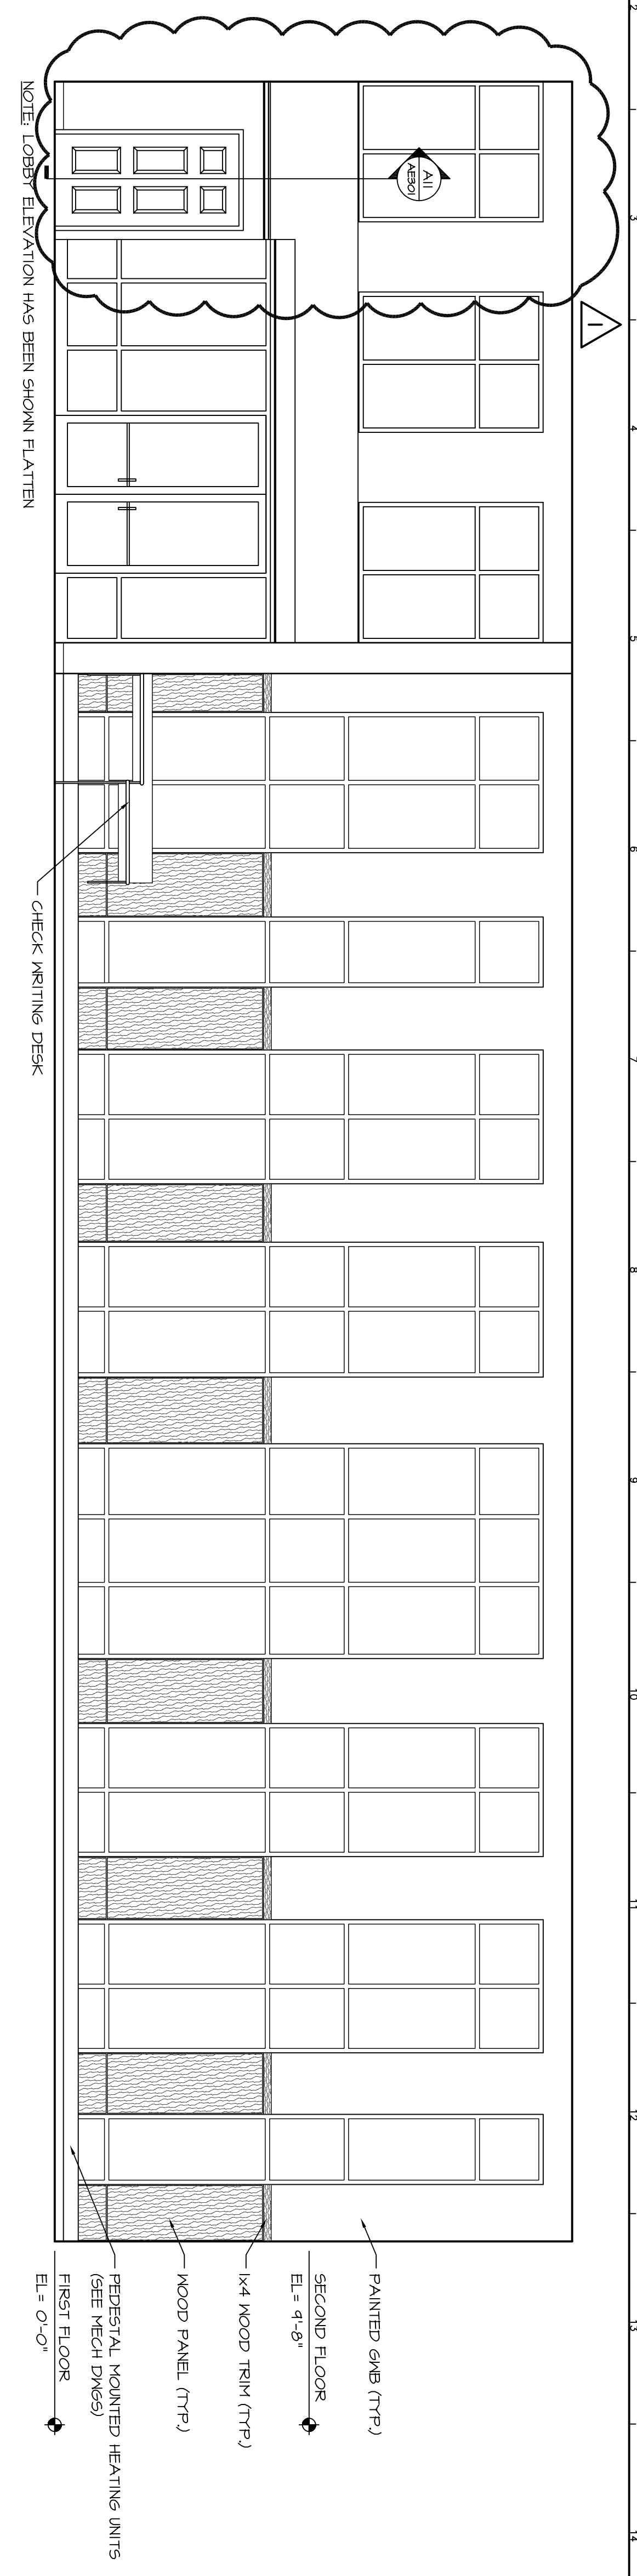 2
3
4
5
6
7
8
9
10
11
12
13
14
1
A11
AE301
NOTE: LOBBY ELEVATION HAS BEEN SHOWN FLATTEN
CHECK WRITING DESK
PAINTED GWB (TYP.)
SECOND FLOOR
EL= 9'-8"
1x4 WOOD TRIM (TYP.)
WOOD PANEL (TYP.)
PEDESTAL MOUNTED HEATING UNITS
(SEE MECH DWGS)
FIRST FLOOR
EL= 0'-0"